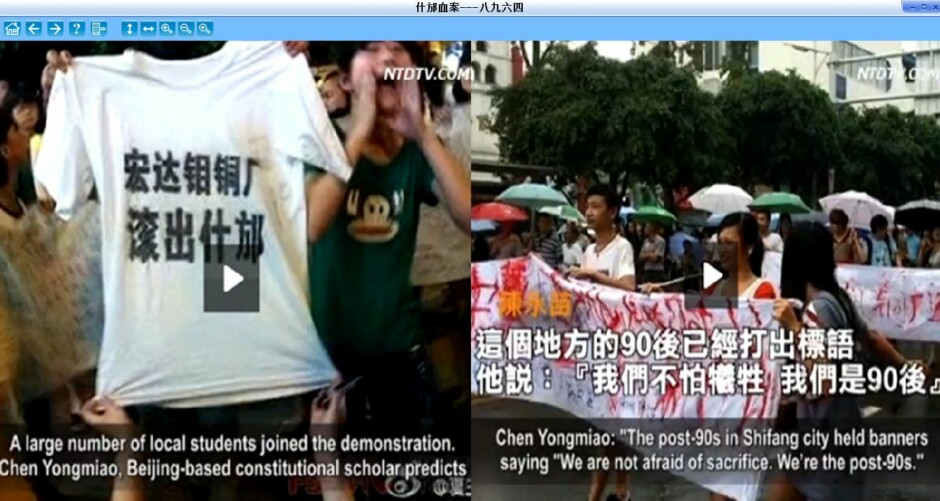 什邡血案---八九六四
NTDTV.COM
宏达钼铜厂
滚出什邡
A large number of local students joined the demonstration.
Chen Yongmiao, Beijing-based constitutional scholar predicts
NTDTV.COM
陳永苗
這個地方的90後已經打出標語
他説：『我們不怕犧牲 我們是90後』
Chen Yongmiao: "The post-90s in Shifang city held banners
saying "We are not afraid of sacrifice. We're the post-90s."